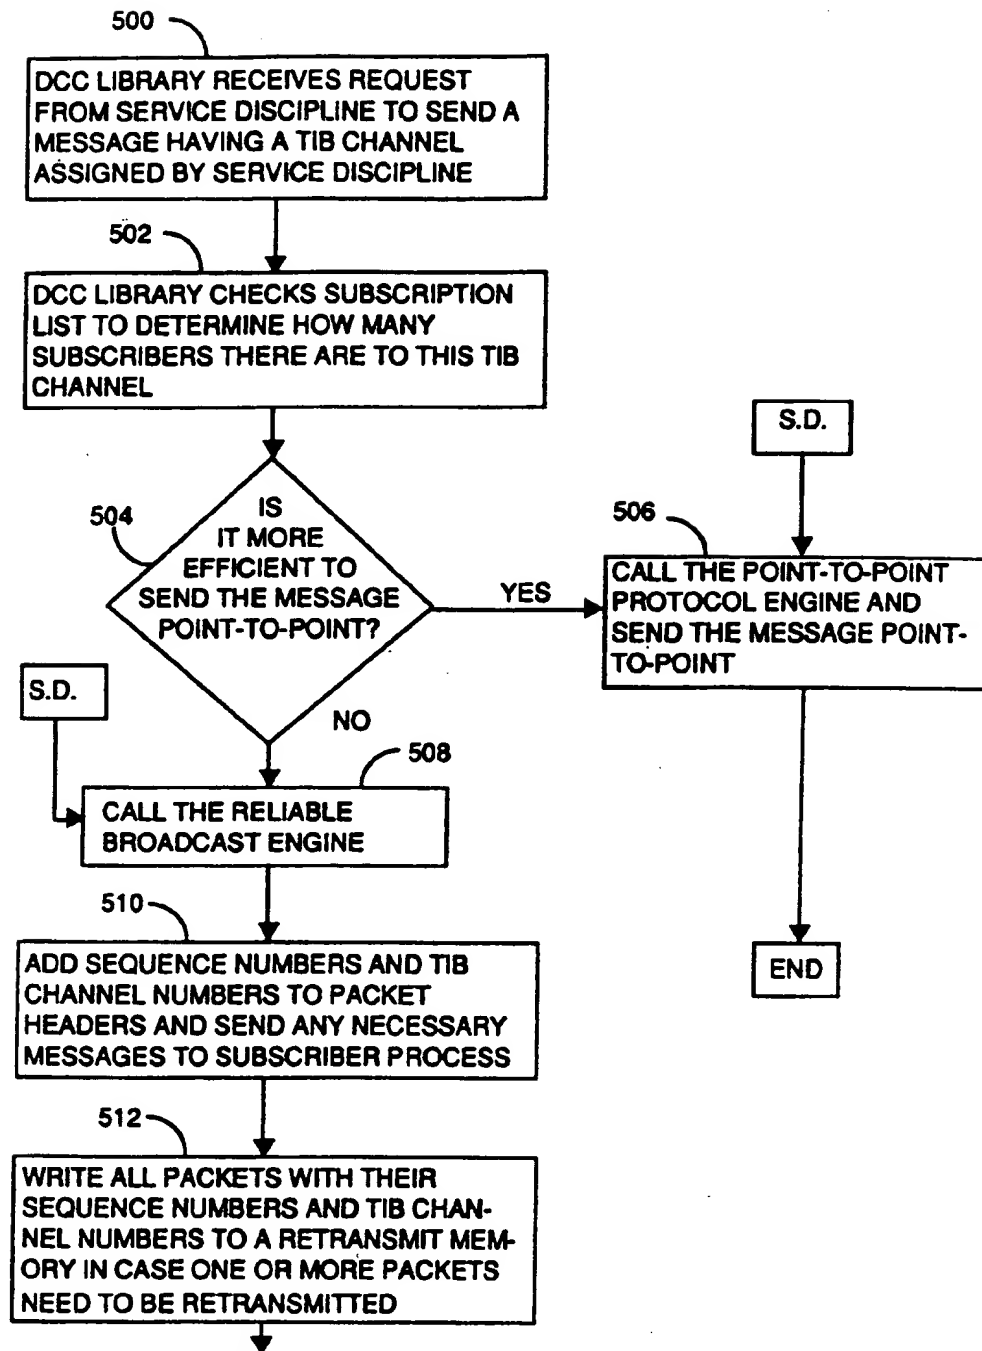 500
DCC LIBRARY RECEIVES REQUEST
FROM SERVICE DISCIPLINE TO SEND A
MESSAGE HAVING A TIB CHANNEL
ASSIGNED BY SERVICE DISCIPLINE
502
DCC LIBRARY CHECKS SUBSCRIPTION
LIST TO DETERMINE HOW MANY
SUBSCRIBERS THERE ARE TO THIS TIB
CHANNEL
504
IS
IT MORE
EFFICIENT TO
SEND THE MESSAGE
POINT-TO-POINT?
YES
NO
S.D.
506
CALL THE POINT-TO-POINT
PROTOCOL ENGINE AND
SEND THE MESSAGE POINT-
TO-POINT
END
S.D.
508
CALL THE RELIABLE
BROADCAST ENGINE
510
ADD SEQUENCE NUMBERS AND TIB
CHANNEL NUMBERS TO PACKET
HEADERS AND SEND ANY NECESSARY
MESSAGES TO SUBSCRIBER PROCESS
512
WRITE ALL PACKETS WITH THEIR
SEQUENCE NUMBERS AND TIB CHAN-
NEL NUMBERS TO A RETRANSMIT MEM-
ORY IN CASE ONE OR MORE PACKETS
NEED TO BE RETRANSMITTED